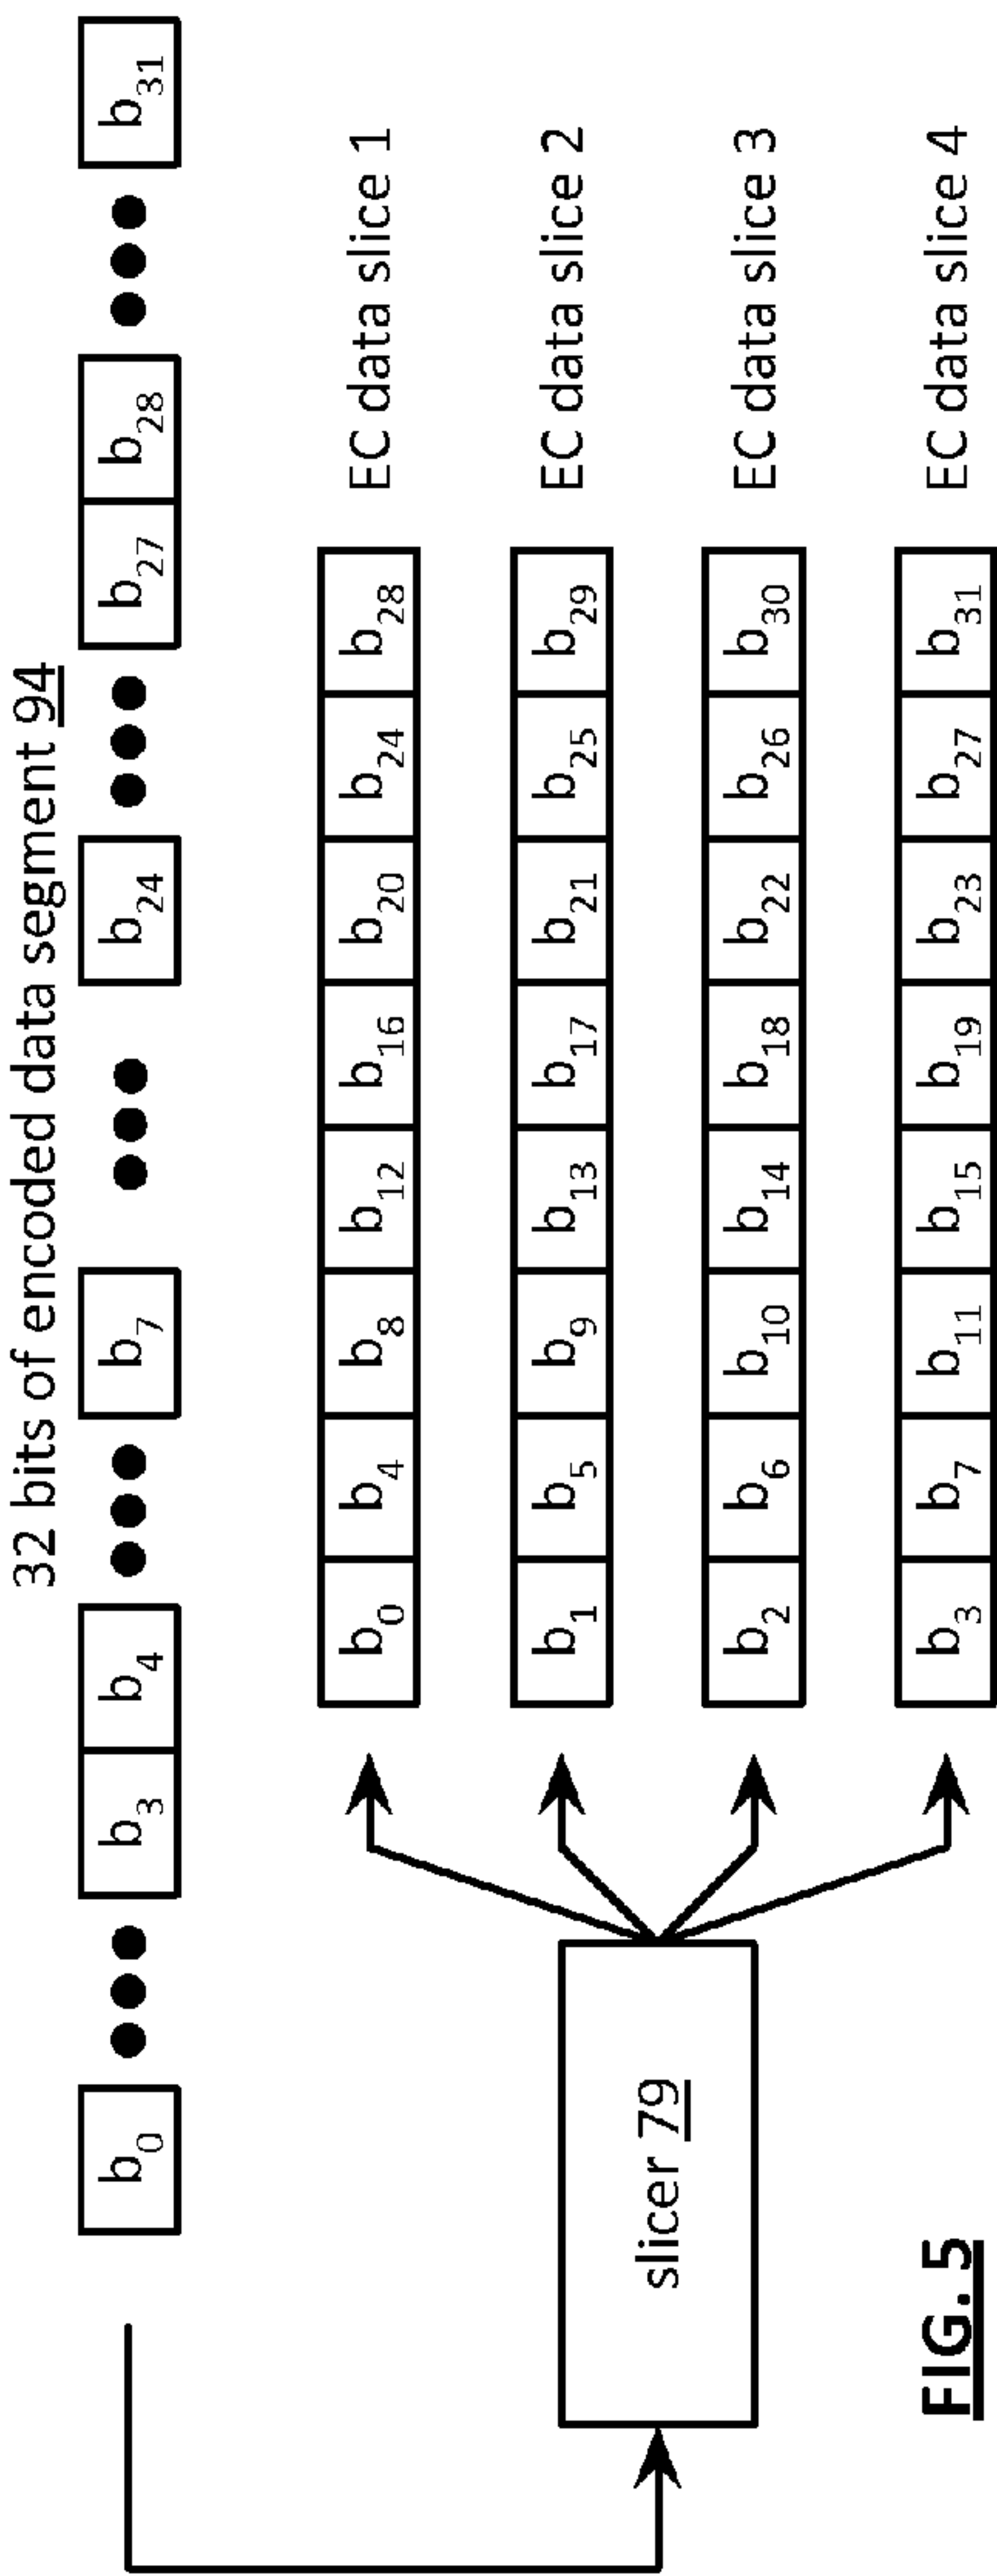 32 bits of encoded data segment 94
b0 ●●● b3 b4 ●●● b7 ●●● b24 ●●● b27 b28 ●●● b31
b0 b4 b8 b12 b16 b20 b24 b28 EC data slice 1
b1 b5 b9 b13 b17 b21 b25 b29 EC data slice 2
slicer 79
b2 b6 b10 b14 b18 b22 b26 b30 EC data slice 3
b3 b7 b11 b15 b19 b23 b27 b31 EC data slice 4
FIG. 5